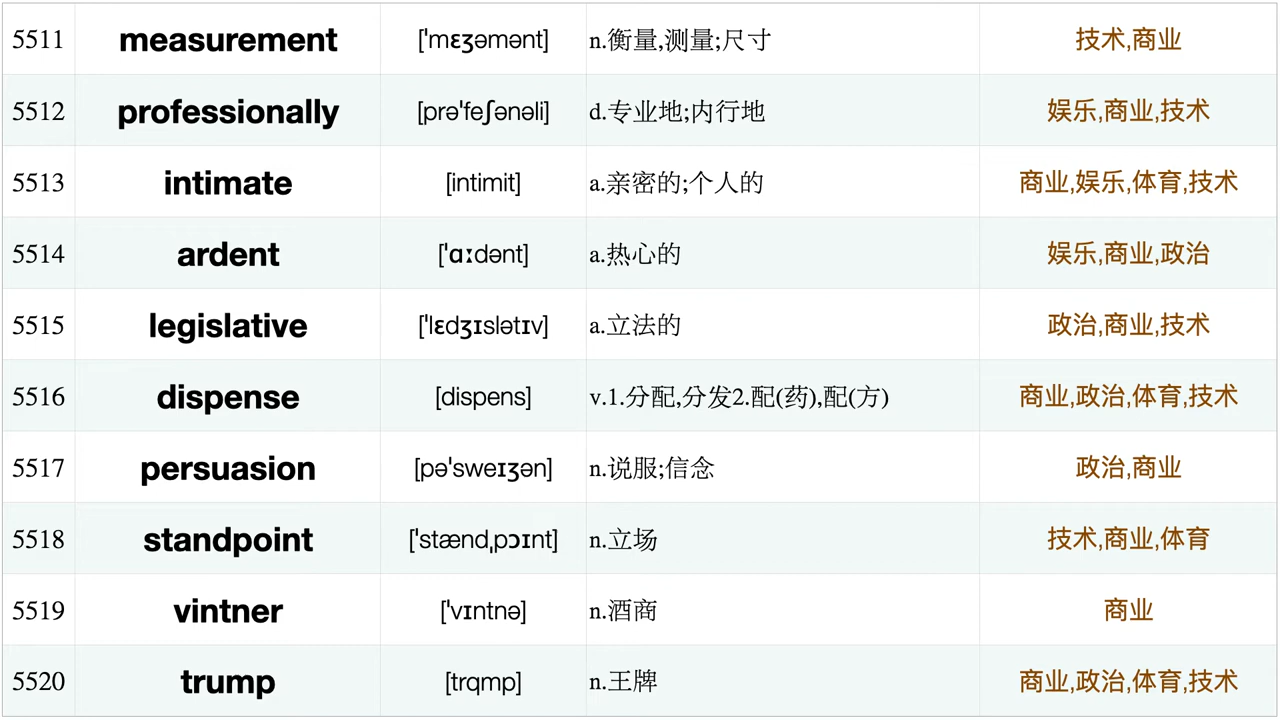 5511 measurement ['mɛʒəmənt] n.衡量,测量;尺寸 技术,商业
5512 professionally [prə'feʃənəli] d.专业地;内行地 娱乐,商业,技术
5513 intimate [intimit] a.亲密的;个人的 商业,娱乐,体育,技术
5514 ardent ['ɑːdənt] a.热心的 娱乐,商业,政治
5515 legislative ['lɛdʒɪslətɪv] a.立法的 政治,商业,技术
5516 dispense [dispens] v.1.分配,分发2.配(药),配(方) 商业,政治,体育,技术
5517 persuasion [pə'sweɪʒən] n.说服;信念 政治,商业
5518 standpoint ['stændˌpɔɪnt] n.立场 技术,商业,体育
5519 vintner ['vɪntnə] n.酒商 商业
5520 trump [trqmp] n.王牌 商业,政治,体育,技术